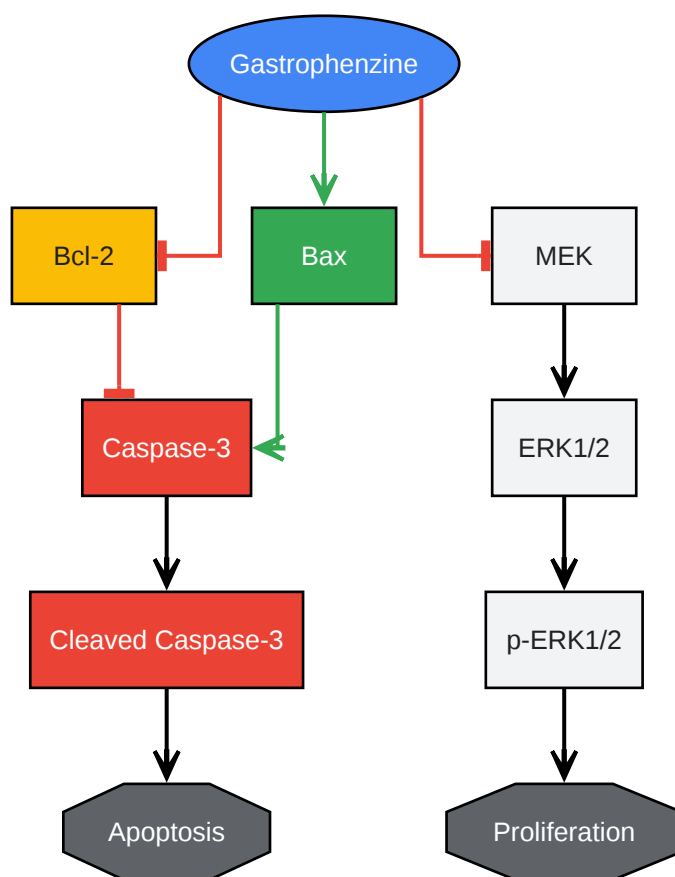 Gastrophenzine
Bcl-2
Bax
MEK
Caspase-3
ERK1/2
Cleaved Caspase-3
p-ERK1/2
Apoptosis
Proliferation